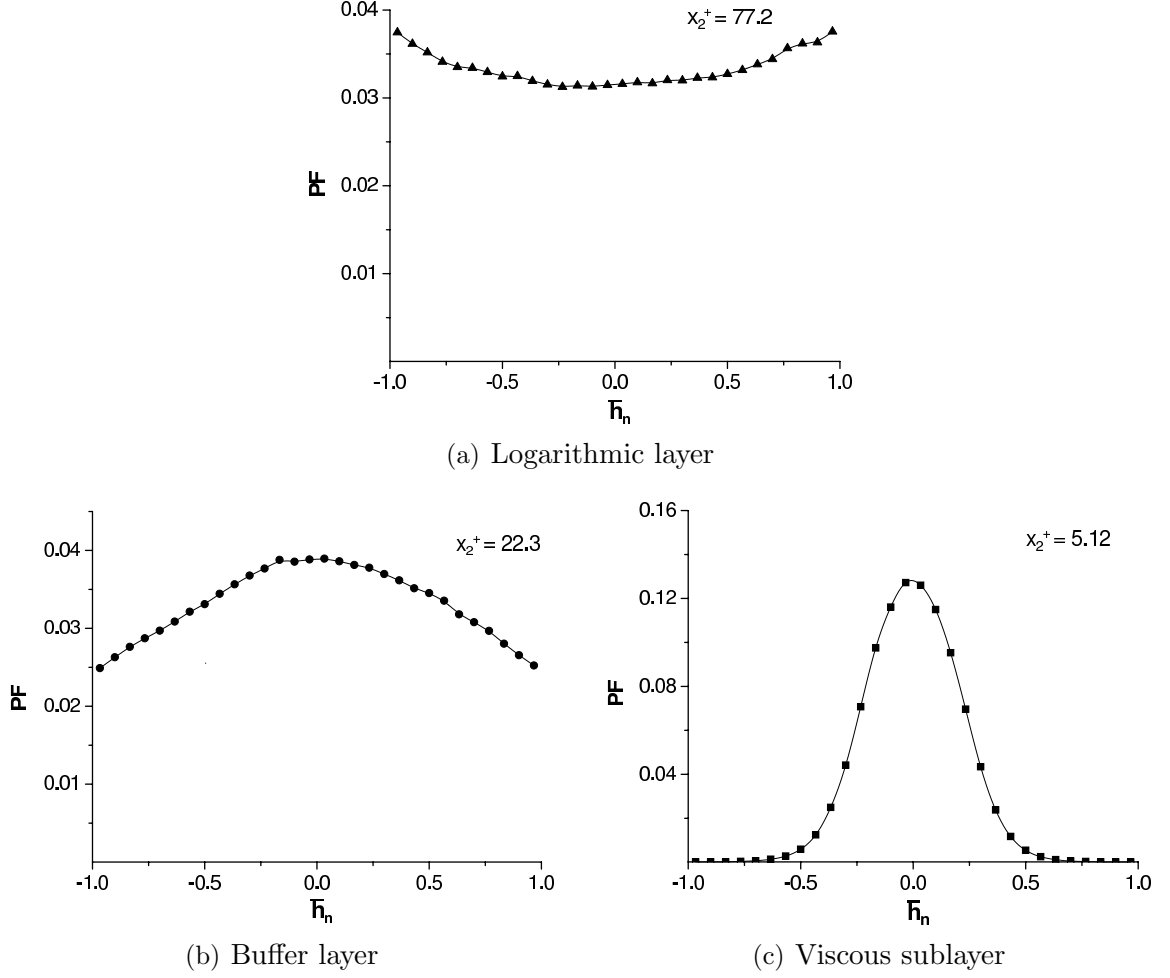 0.04
0.03
0.02
0.01
PF
x₂⁺ = 77.2
-1.0 -0.5 0.0 0.5 1.0
h̅ₙ
(a) Logarithmic layer
0.04
0.03
0.02
0.01
PF
x₂⁺ = 22.3
-1.0 -0.5 0.0 0.5 1.0
h̅ₙ
(b) Buffer layer
0.16
0.12
0.08
0.04
PF
x₂⁺ = 5.12
-1.0 -0.5 0.0 0.5 1.0
h̅ₙ
(c) Viscous sublayer